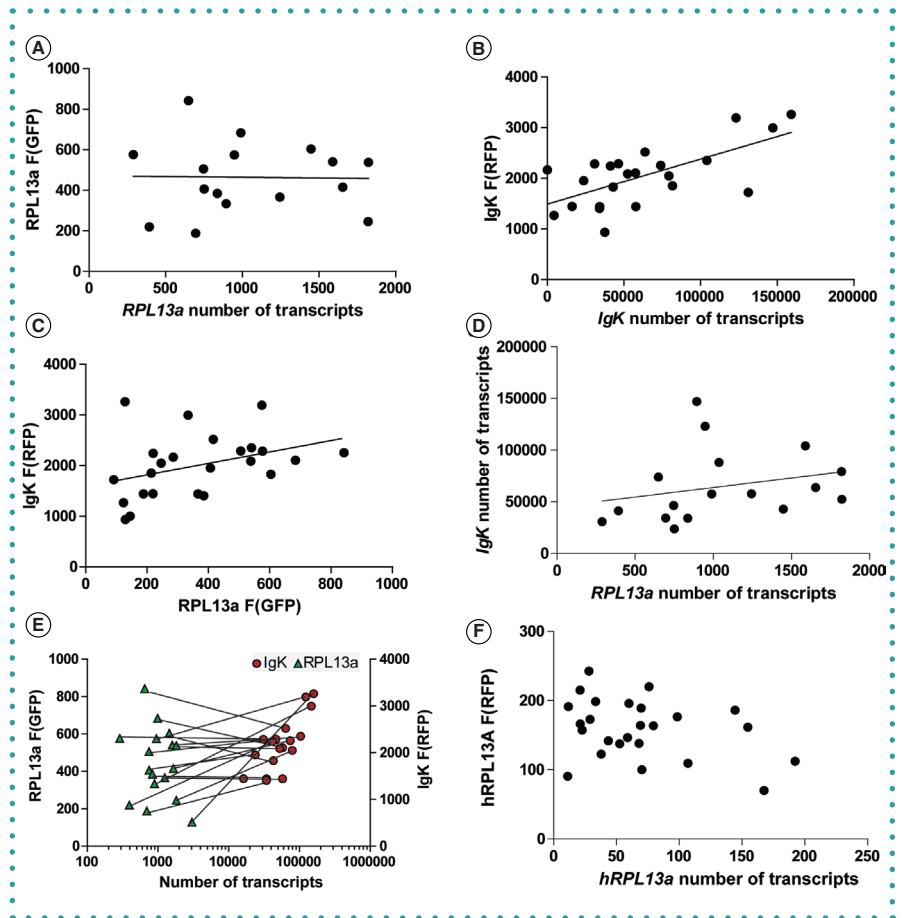 A
1000
800
600
400
200
0
RPL13a F(GFP)
0 500 1000 1500 2000
RPL13a number of transcripts
B
4000
3000
2000
1000
0
IgK F(RFP)
0 50000 100000 150000 200000
IgK number of transcripts
C
4000
3000
2000
1000
0
IgK F(RFP)
0 200 400 600 800 1000
RPL13a F(GFP)
D
200000
150000
100000
50000
0
IgK number of transcripts
0 500 1000 1500 2000
RPL13a number of transcripts
E
IgK RPL13a
1000
800
600
400
200
0
RPL13a F(GFP)
4000
3000
2000
1000
0
IgK F(RFP)
100 1000 10000 100000 1000000
Number of transcripts
F
300
200
100
0
hRPL13A F(RFP)
0 50 100 150 200 250
hRPL13a number of transcripts